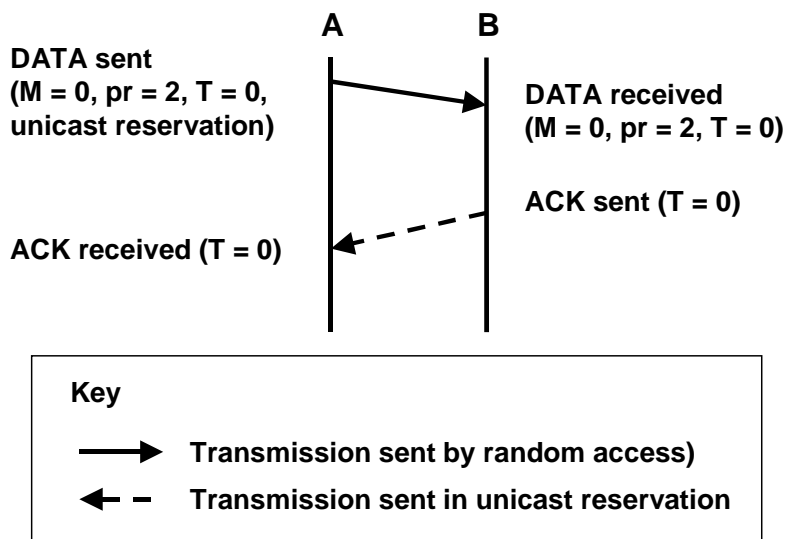 A B
DATA sent
(M = 0, pr = 2, T = 0,
unicast reservation)
DATA received
(M = 0, pr = 2, T = 0)
ACK sent (T = 0)
ACK received (T = 0)
Key
Transmission sent by random access)
Transmission sent in unicast reservation